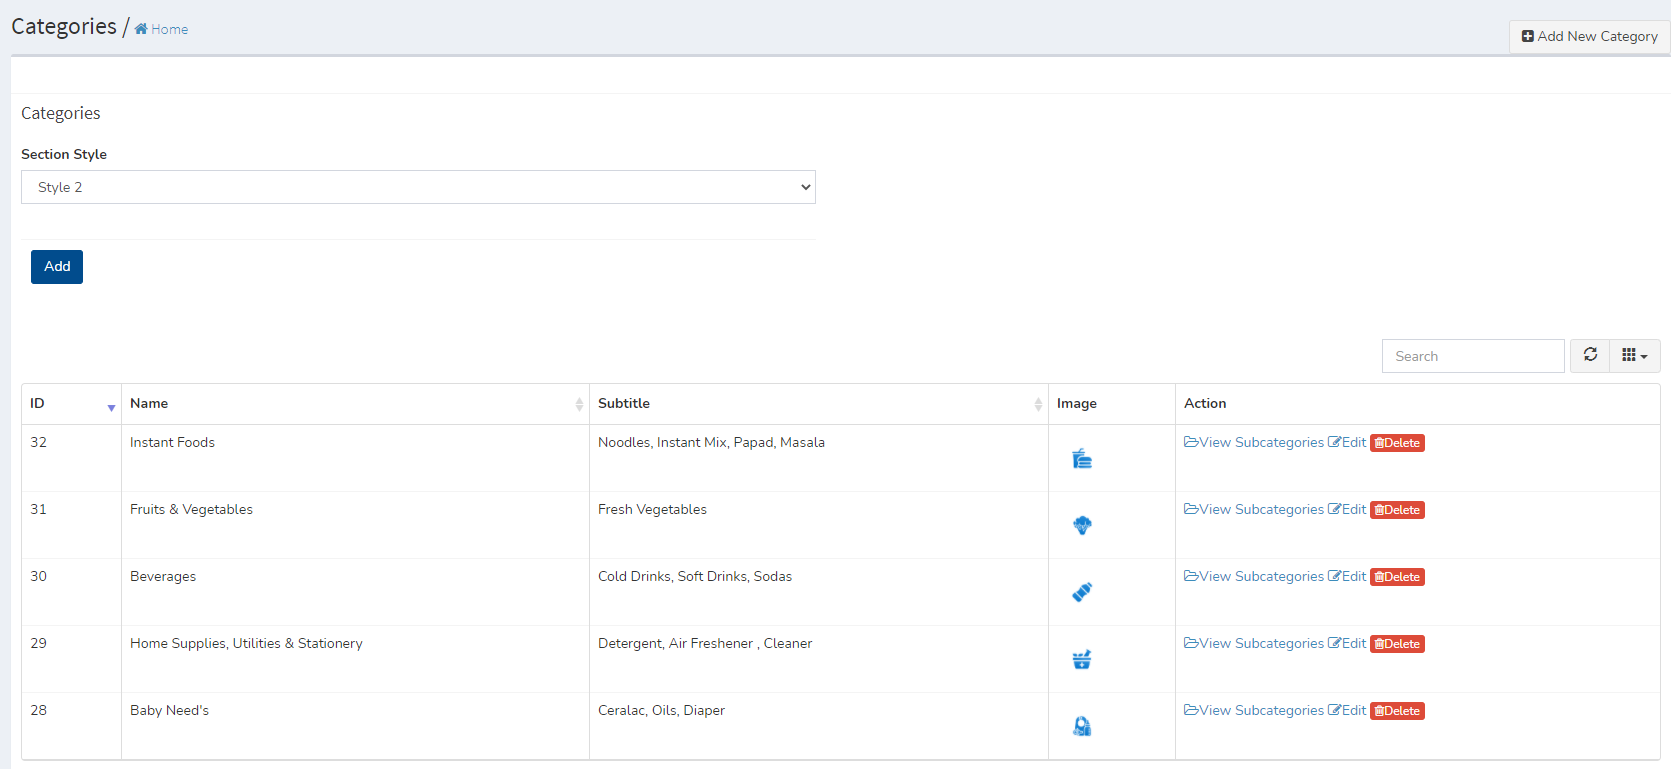 Categories / Home
Add New Category
Categories
Section Style
Style 2
Add
Search
ID Name Subtitle Image Action
32 Instant Foods Noodles, Instant Mix, Papad, Masala View Subcategories Edit Delete
31 Fruits & Vegetables Fresh Vegetables View Subcategories Edit Delete
30 Beverages Cold Drinks, Soft Drinks, Sodas View Subcategories Edit Delete
29 Home Supplies, Utilities & Stationery Detergent, Air Freshener , Cleaner View Subcategories Edit Delete
28 Baby Need's Ceralac, Oils, Diaper View Subcategories Edit Delete